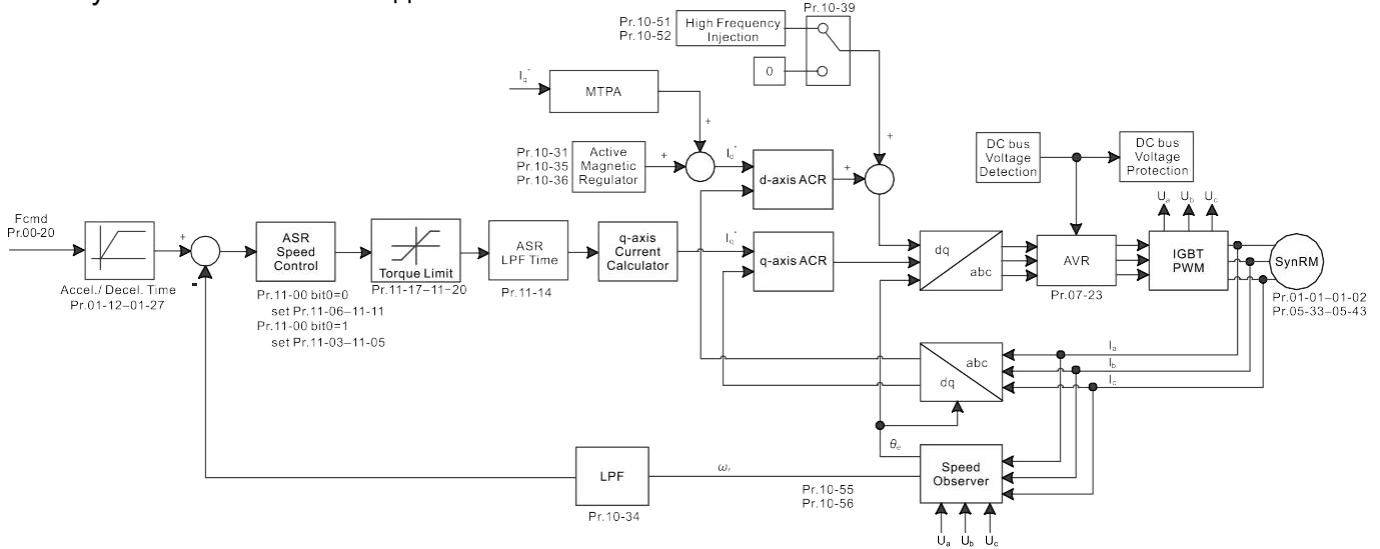 Pr.10-39
Pr.10-51
Pr.10-52
High Frequency
Injection
0
Iq*
MTPA
+
+
Pr.10-31
Pr.10-35
Pr.10-36
Active
Magnetic
Regulator
+
Id*
d-axis ACR
+
DC bus
Voltage
Detection
DC bus
Voltage
Protection
Ua Ub Uc
Fcmd
Pr.00-20
Accel./ Decel. Time
Pr.01-12–01-27
+
-
ASR
Speed
Control
Pr.11-00 bit0=0
set Pr.11-06–11-11
Pr.11-00 bit0=1
set Pr.11-03–11-05
Torque Limit
Pr.11-17–11-20
ASR
LPF Time
Pr.11-14
q-axis
Current
Calculator
Iq*
q-axis ACR
dq
abc
AVR
Pr.07-23
IGBT
PWM
SynRM
Pr.01-01–01-02
Pr.05-33–05-43
abc
dq
Ia
Ib
Ic
θe
LPF
Pr.10-34
ωr
Pr.10-55
Pr.10-56
Speed
Observer
Ua Ub Uc